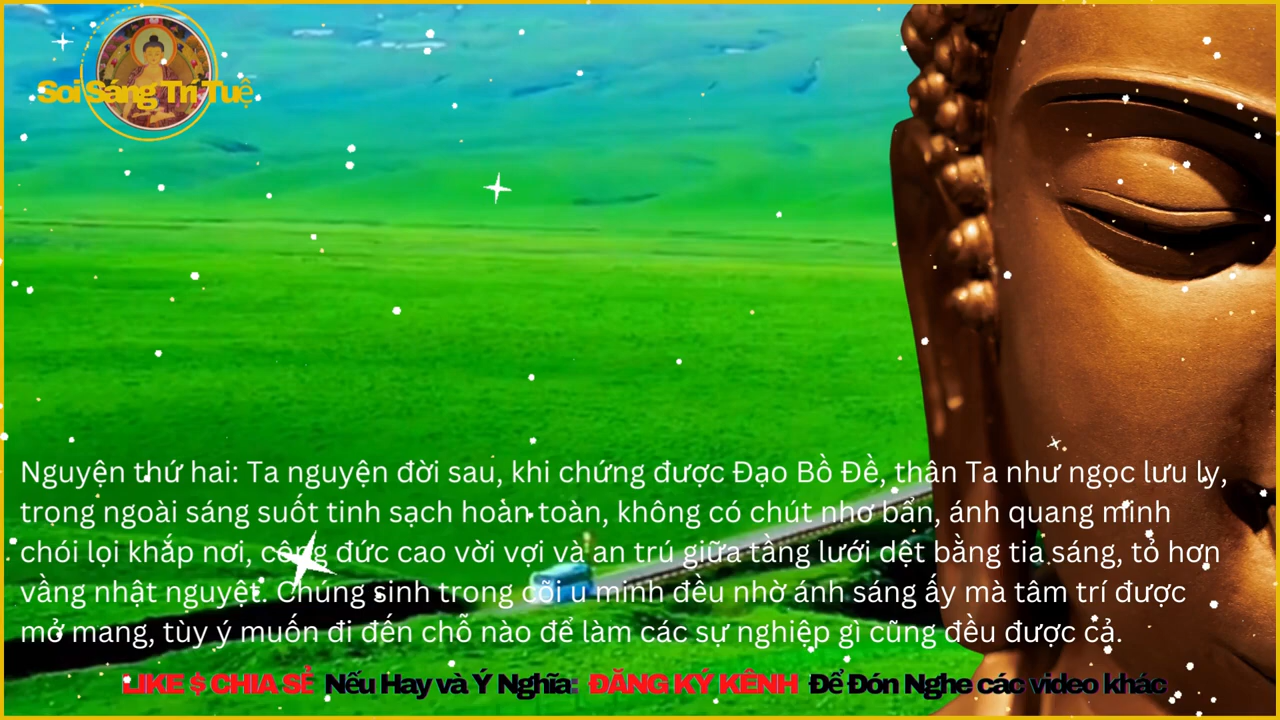 Soi Sáng Trí Tuệ
Nguyện thứ hai: Ta nguyện đời sau, khi chứng được Đạo Bồ Đề, thân Ta như ngọc lưu ly,
trong ngoài sáng suốt tinh sạch hoàn toàn, không có chút nhơ bẩn, ánh quang minh
chói lọi khắp nơi, công đức cao vời vợi và an trú giữa tầng lưới dệt bằng tia sáng, tỏ hơn
vầng nhật nguyệt. Chúng sinh trong cõi u minh đều nhờ ánh sáng ấy mà tâm trí được
mở mang, tùy ý muốn đi đến chỗ nào để làm các sự nghiệp gì cũng đều được cả.
LIKE $ CHIA SẺ Nếu Hay và Ý Nghĩa: ĐĂNG KÝ KÊNH Để Đón Nghe các video khác